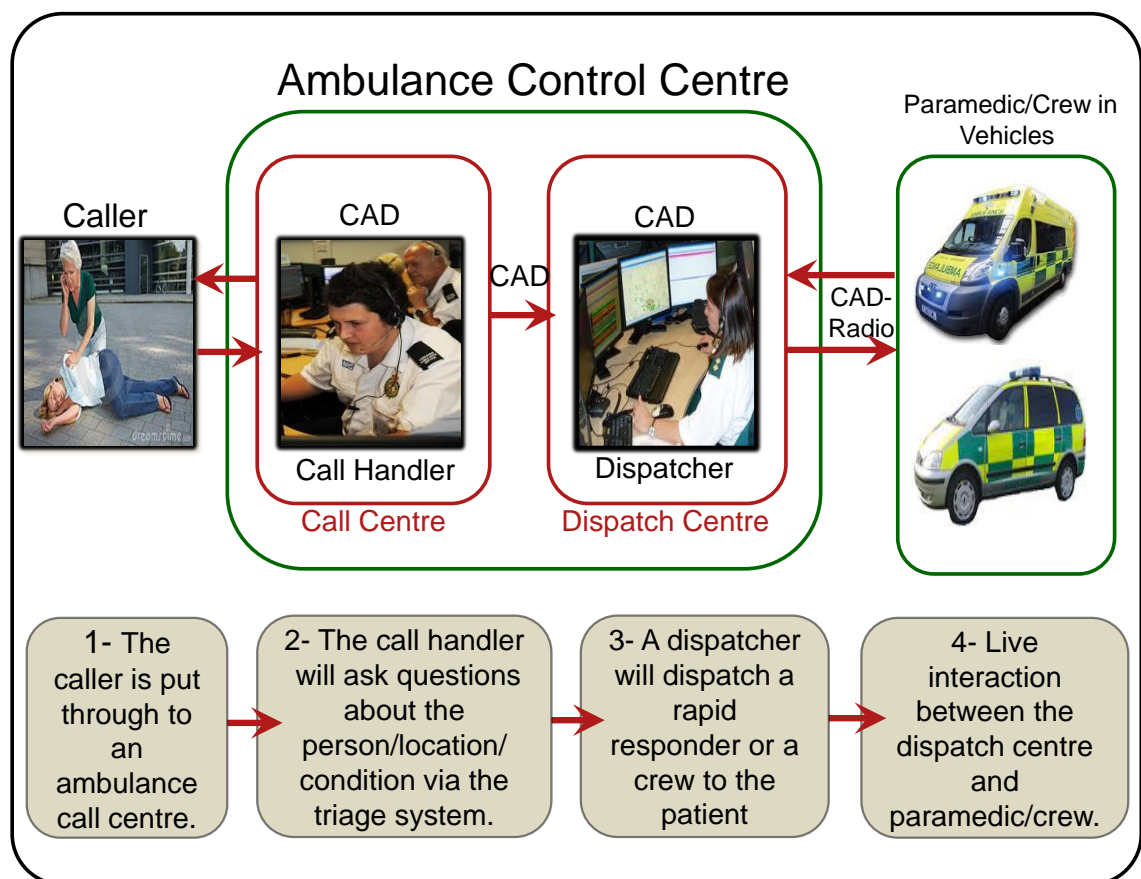 Ambulance Control Centre
Paramedic/Crew in
Vehicles
Caller
CAD
CAD
CAD
CAD-
Radio
AMBULANCE
dreamstime
Call Handler
Dispatcher
Call Centre
Dispatch Centre
1- The
caller is put
through to
an
ambulance
call centre.
2- The call handler
will ask questions
about the
person/location/
condition via the
triage system.
3- A dispatcher
will dispatch a
rapid
responder or a
crew to the
patient
4- Live
interaction
between the
dispatch centre
and
paramedic/crew.